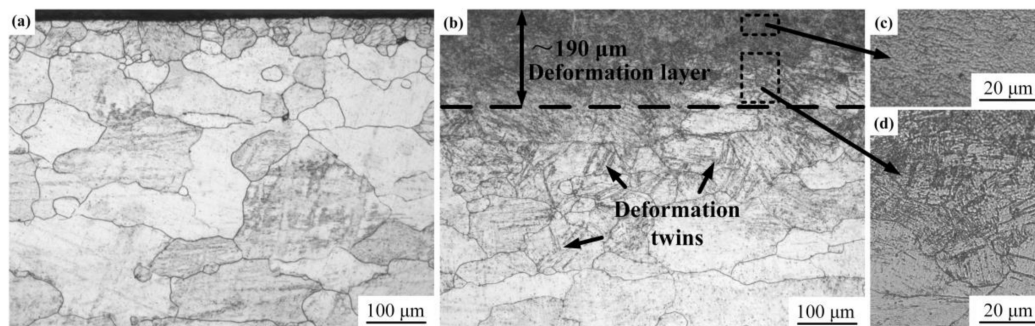 (a)
100 μm
(b)
~190 μm
Deformation layer
Deformation
twins
100 μm
(c)
20 μm
(d)
20 μm